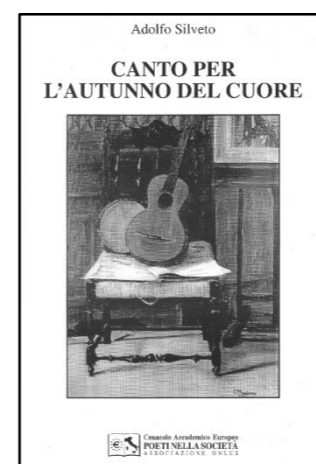 Adolfo Silveto
CANTO PER
L'AUTUNNO DEL CUORE
Cenacolo Accademico Europeo
POETI NELLA SOCIETÀ
ASSOCIAZIONE ONLUS